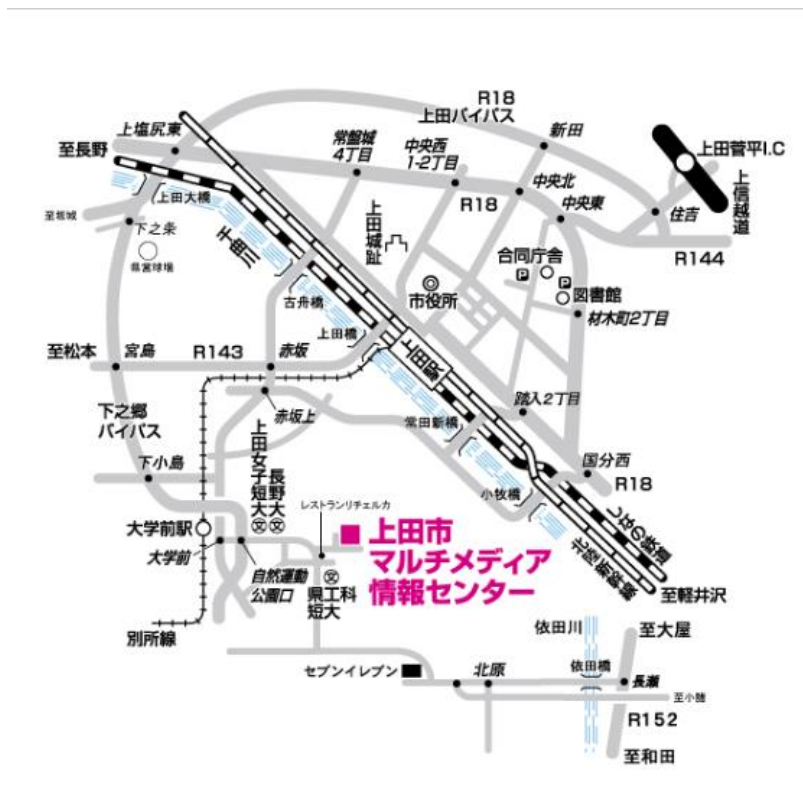 R18
上田バイパス
新田
上塩尻東
常盤城
4丁目
中央西
1-2丁目
至長野
上田菅平I.C
上信越道
中央北
R18
中央東
住吉
上田大橋
至坂城
下之条
県営球場
千曲川
上田城趾
合同庁舎
P
P
R144
市役所
図書館
材木町2丁目
古舟橋
上田橋
上田駅
至松本
宮島
R143
赤坂
下之郷
バイパス
赤坂上
常田新橋
踏入2丁目
下小島
上田女子短大
長野大
文
文
小牧橋
国分西
R18
しなの鉄道
北陸新幹線
至軽井沢
レストランリチェルカ
大学前駅
大学前
自然運動
公園口
文
県工科
短大
上田市
マルチメディア
情報センター
別所線
依田川
至大屋
セブンイレブン
北原
依田橋
長瀬
至小諸
R152
至和田